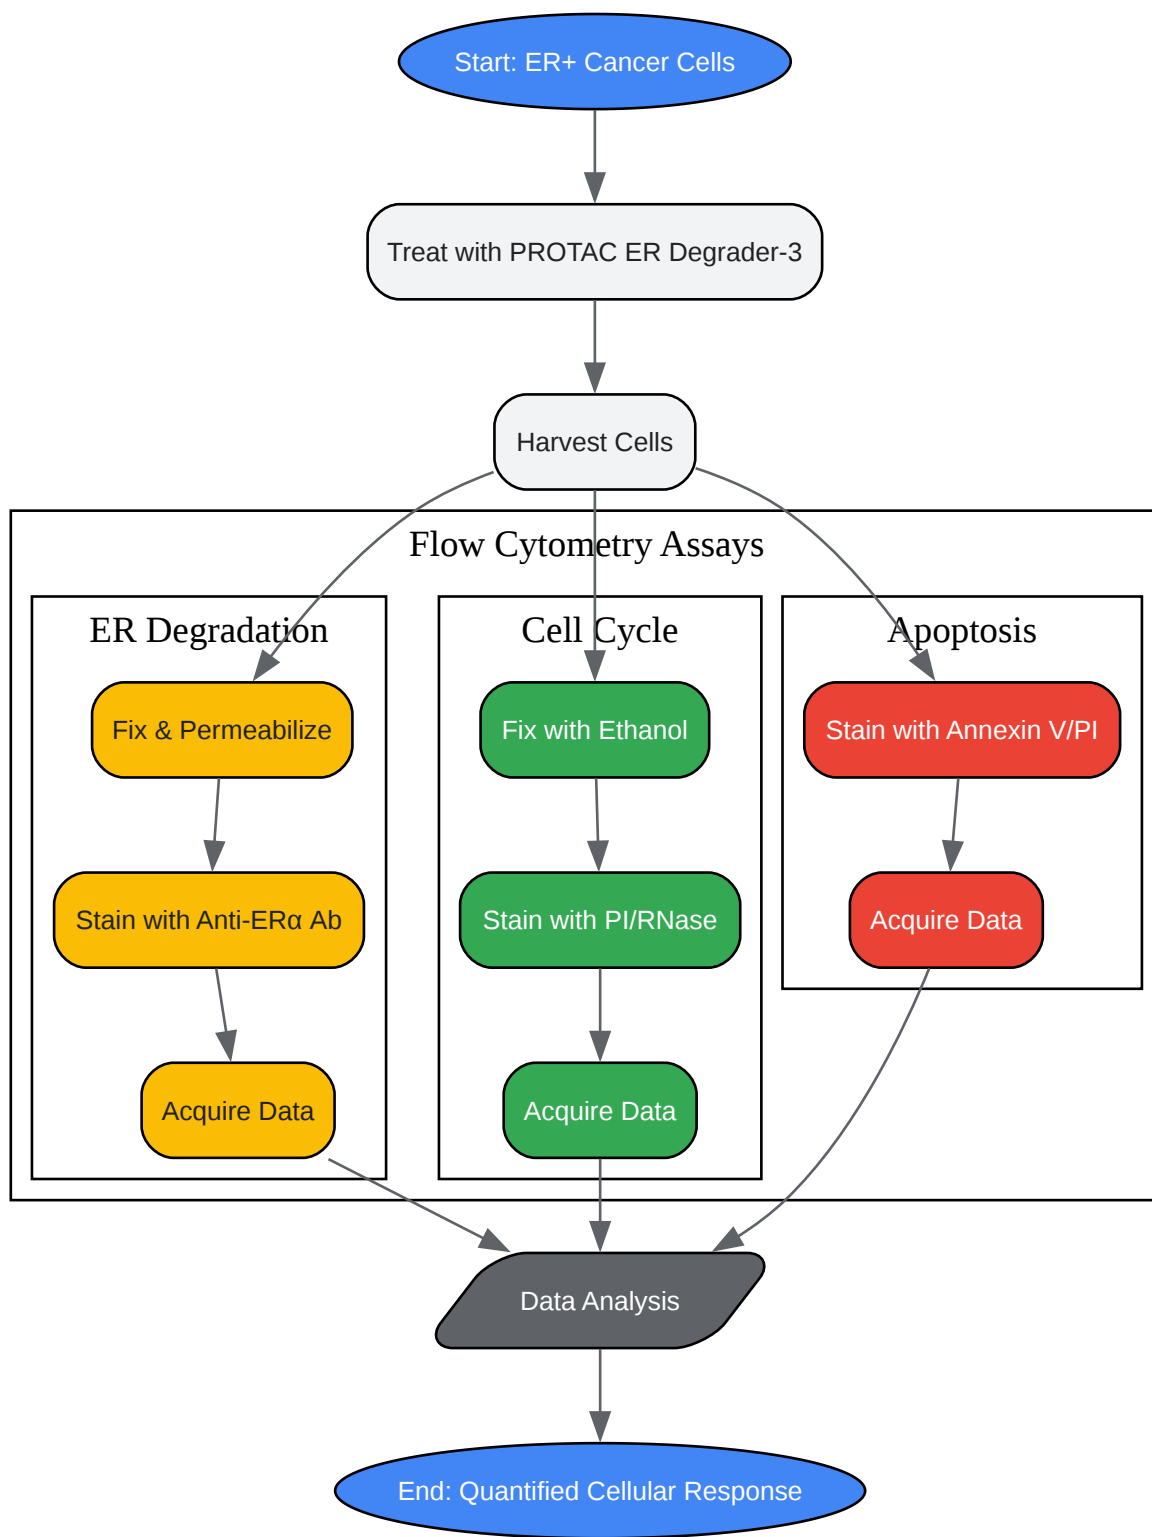 Start: ER+ Cancer Cells
Treat with PROTAC ER Degrader-3
Harvest Cells
Flow Cytometry Assays
ER Degradation
Fix & Permeabilize
Stain with Anti-ERα Ab
Acquire Data
Cell Cycle
Fix with Ethanol
Stain with PI/RNase
Acquire Data
Apoptosis
Stain with Annexin V/PI
Acquire Data
Data Analysis
End: Quantified Cellular Response